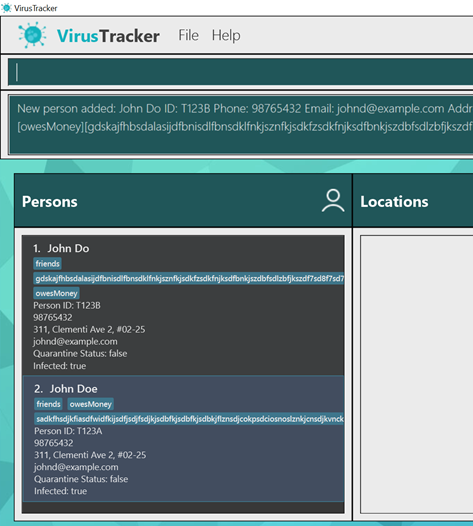 VirusTracker
VirusTracker File Help
New person added: John Do ID: T123B Phone: 98765432 Email: johnd@example.com Addr
[owesMoney][gdskajfhbsdalasijdfbnisdlfbnsdklfnkjsznfkjsdkfzsdkfnjksdfbnkjszdbfsdlzbfjkszdf
Persons
Locations
1. John Do
friends
gdskajfhbsdalasijdfbnisdlfbnsdklfnkjsznfkjsdkfzsdkfnjksdfbnkjszdbfsdlzbfjkszdf7sd8f7sd7
owesMoney
Person ID: T123B
98765432
311, Clementi Ave 2, #02-25
johnd@example.com
Quarantine Status: false
Infected: true
2. John Doe
friends owesMoney
Person ID: T123A
98765432
311, Clementi Ave 2, #02-25
johnd@example.com
Quarantine Status: false
Infected: true